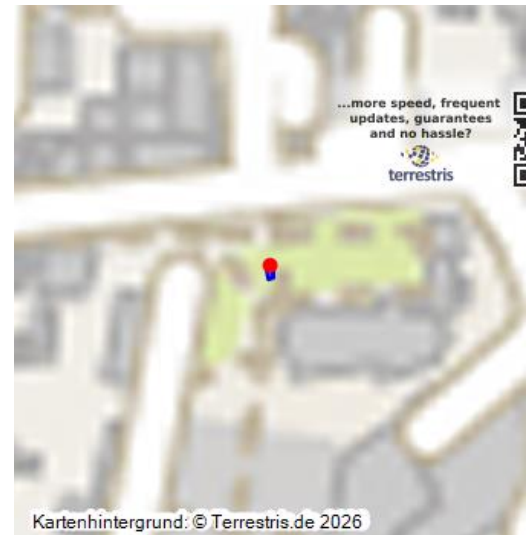 ...more speed, frequent
updates, guarantees
and no hassle?
terrestris
Kartenhintergrund: © Terrestris.de 2026